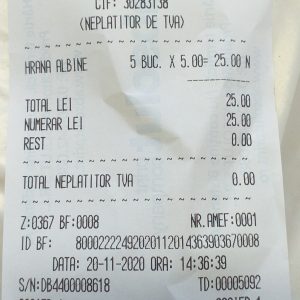 CIF: 30283138
(NEPLATITOR DE TVA)
HRANA ALBINE 5 BUC. X 5.00= 25.00 N
TOTAL LEI 25.00
NUMERAR LEI 25.00
REST 0.00
TOTAL NEPLATITOR TVA 0.00
Z:0367 BF:0008 NR.AMEF:0001
ID BF: 80002222492020112014363903670008
DATA: 20-11-2020 ORA: 14:36:39
S/N:DB4400008618 TD:00005092